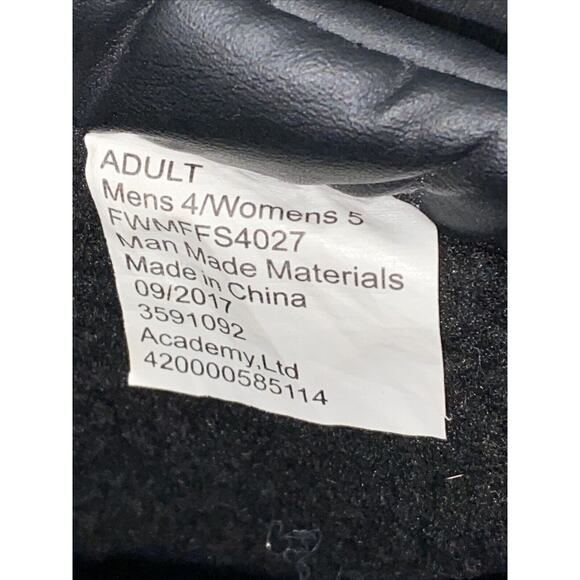 ADULT
Mens 4/Womens 5
FWMFFS4027
Man Made Materials
Made in China
09/2017
3591092
Academy,Ltd
420000585114